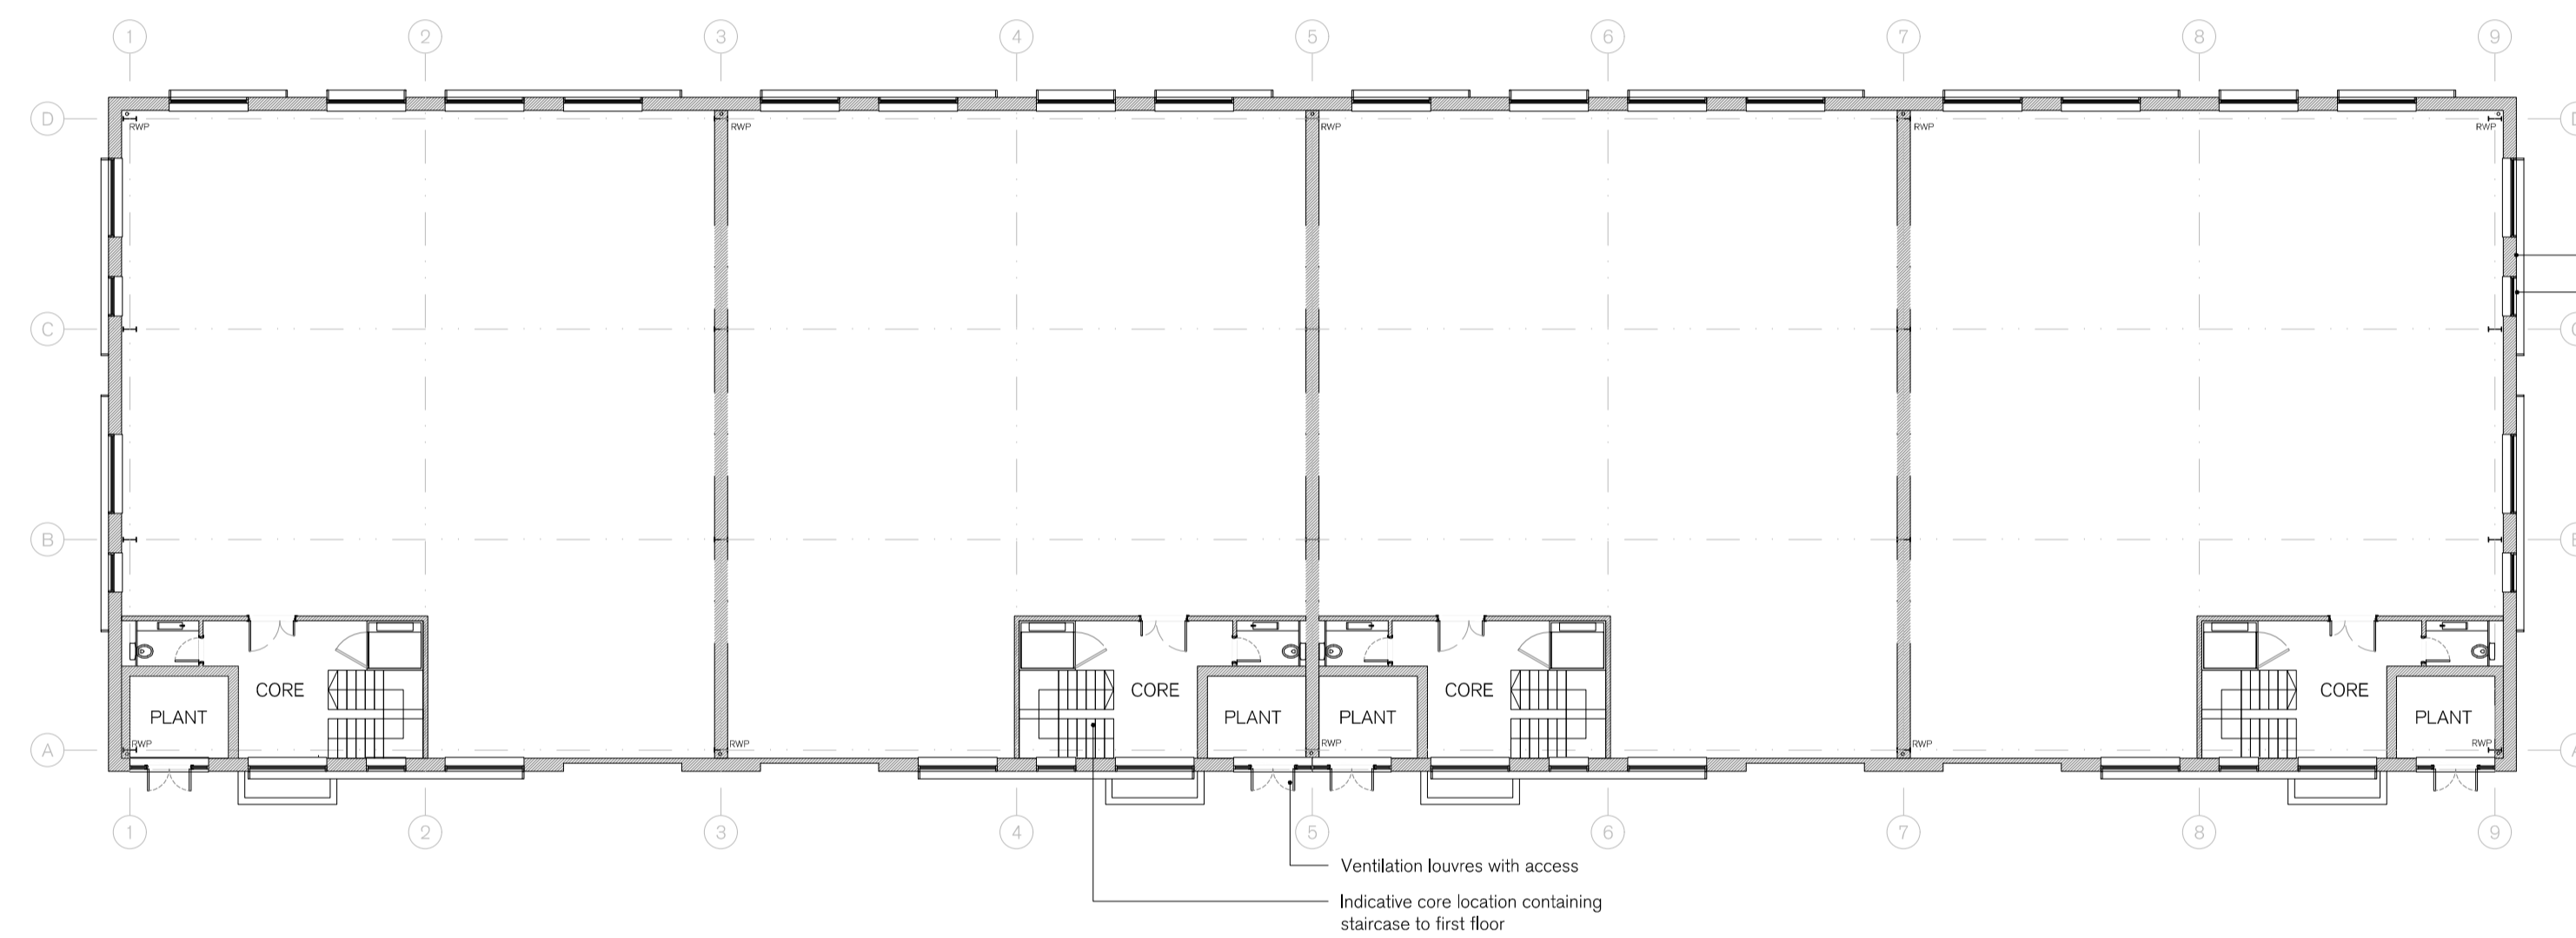 1 2 3 4 5 6 7 8 9
D
RWP RWP RWP RWP RWP
C
B
CORE CORE CORE CORE
PLANT PLANT PLANT PLANT
A
RWP RWP RWP RWP RWP
1 2 3 4 5 6 7 8 9
Ventilation louvres with access
Indicative core location containing
staircase to first floor